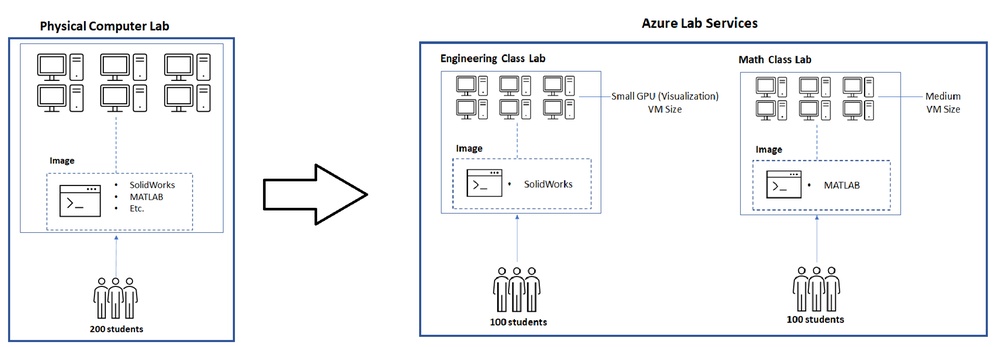 Physical Computer Lab
Image
>_
• SolidWorks
• MATLAB
• Etc.
200 students
Azure Lab Services
Engineering Class Lab
Small GPU (Visualization)
VM Size
Image
>_
• SolidWorks
100 students
Math Class Lab
Medium
VM Size
Image
>_
• MATLAB
100 students